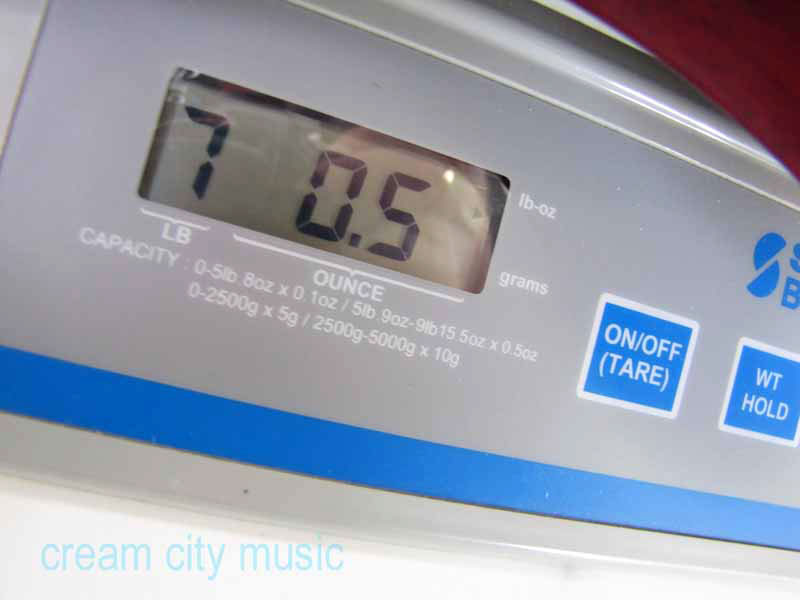 7 0.5
lb-oz
grams
LB
OUNCE
CAPACITY : 0-5lb 8oz x 0.1oz / 5lb 9oz-9lb15.5oz x 0.5oz
0-2500g x 5g / 2500g-5000g x 10g
ON/OFF
(TARE)
WT
HOLD
cream city music